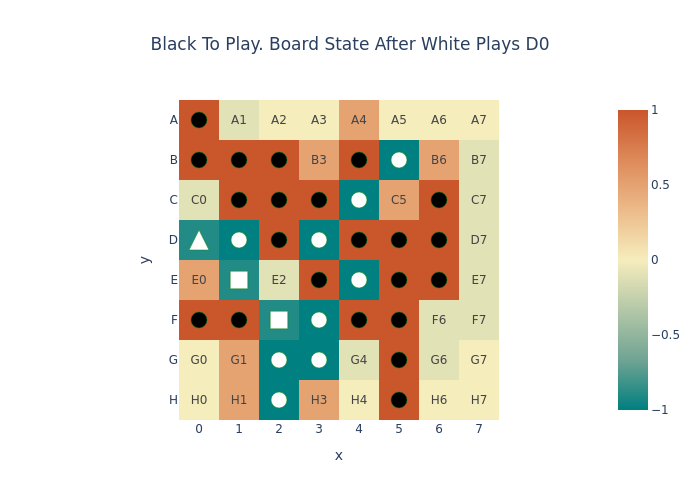 Black To Play. Board State After White Plays D0
A A1 A2 A3 A4 A5 A6 A7
B B3 B6 B7
C C0 C5 C7
D D7
E E0 E2 E7
F F6 F7
G G0 G1 G4 G6 G7
H H0 H1 H3 H4 H6 H7
0 1 2 3 4 5 6 7
x
y
1
0.5
0
−0.5
−1